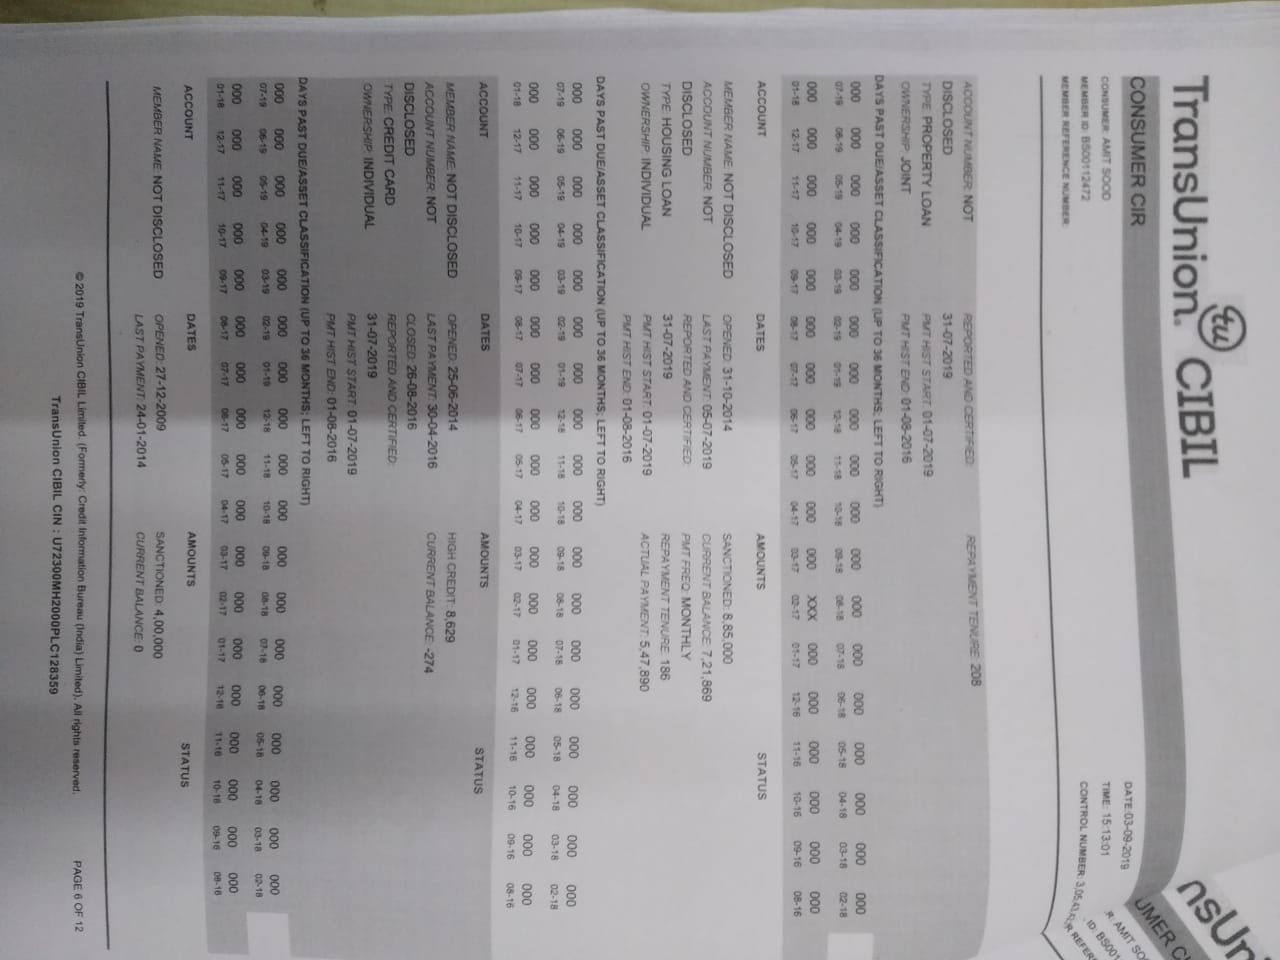 TransUnion CIBIL
CONSUMER CIR
CONSUMER: AMIT SOOD
MEMBER ID: BS00112472
MEMBER REFERENCE NUMBER:
DATE:03-09-2019
TIME: 15:13:01
CONTROL NUMBER: 3,05,43,
ACCOUNT NUMBER: NOT REPORTED AND CERTIFIED: REPAYMENT TENURE: 208
DISCLOSED 31-07-2019
TYPE: PROPERTY LOAN PMT HIST START: 01-07-2019
OWNERSHIP: JOINT PMT HIST END: 01-08-2016
DAYS PAST DUE/ASSET CLASSIFICATION (UP TO 36 MONTHS; LEFT TO RIGHT)
000 000 000 000 000 000 000 000 000 000 000 000 000 000 000 000 000 000
07-19 06-19 05-19 04-19 03-19 02-19 01-19 12-18 11-18 10-18 09-18 08-18 07-18 06-18 05-18 04-18 03-18 02-18
000 000 000 000 000 000 000 000 000 000 000 XXX 000 000 000 000 000 000
01-18 12-17 11-17 10-17 09-17 08-17 07-17 06-17 05-17 04-17 03-17 02-17 01-17 12-16 11-16 10-16 09-16 08-16
ACCOUNT DATES AMOUNTS STATUS
MEMBER NAME: NOT DISCLOSED OPENED: 31-10-2014 SANCTIONED: 8,85,000
ACCOUNT NUMBER: NOT LAST PAYMENT: 05-07-2019 CURRENT BALANCE: 7,21,869
DISCLOSED REPORTED AND CERTIFIED: PMT FREQ: MONTHLY
TYPE: HOUSING LOAN 31-07-2019 REPAYMENT TENURE: 186
OWNERSHIP: INDIVIDUAL PMT HIST START: 01-07-2019 ACTUAL PAYMENT: 5,47,890
PMT HIST END: 01-08-2016
DAYS PAST DUE/ASSET CLASSIFICATION (UP TO 36 MONTHS; LEFT TO RIGHT)
000 000 000 000 000 000 000 000 000 000 000 000 000 000 000 000 000 000
07-19 06-19 05-19 04-19 03-19 02-19 01-19 12-18 11-18 10-18 09-18 08-18 07-18 06-18 05-18 04-18 03-18 02-18
000 000 000 000 000 000 000 000 000 000 000 000 000 000 000 000 000 000
01-18 12-17 11-17 10-17 09-17 08-17 07-17 06-17 05-17 04-17 03-17 02-17 01-17 12-16 11-16 10-16 09-16 08-16
ACCOUNT DATES AMOUNTS STATUS
MEMBER NAME: NOT DISCLOSED OPENED: 25-06-2014 HIGH CREDIT: 8,629
ACCOUNT NUMBER: NOT LAST PAYMENT: 30-04-2016 CURRENT BALANCE: -274
DISCLOSED CLOSED: 26-08-2016
TYPE: CREDIT CARD REPORTED AND CERTIFIED:
OWNERSHIP: INDIVIDUAL 31-07-2019
PMT HIST START: 01-07-2019
PMT HIST END: 01-08-2016
DAYS PAST DUE/ASSET CLASSIFICATION (UP TO 36 MONTHS; LEFT TO RIGHT)
000 000 000 000 000 000 000 000 000 000 000 000 000 000 000 000 000 000
07-19 06-19 05-19 04-19 03-19 02-19 01-19 12-18 11-18 10-18 09-18 08-18 07-18 06-18 05-18 04-18 03-18 02-18
000 000 000 000 000 000 000 000 000 000 000 000 000 000 000 000 000 000
01-18 12-17 11-17 10-17 09-17 08-17 07-17 06-17 05-17 04-17 03-17 02-17 01-17 12-16 11-16 10-16 09-16 08-16
ACCOUNT DATES AMOUNTS STATUS
MEMBER NAME: NOT DISCLOSED OPENED: 27-12-2009 SANCTIONED: 4,00,000
LAST PAYMENT: 24-01-2014 CURRENT BALANCE: 0
© 2019 TransUnion CIBIL Limited. (Formerly: Credit Information Bureau (India) Limited). All rights reserved. PAGE 6 OF 12
TransUnion CIBIL CIN : U72300MH2000PLC128359
nsUni
UMER CI
R: AMIT SOO
ID: BS001
R REFERE